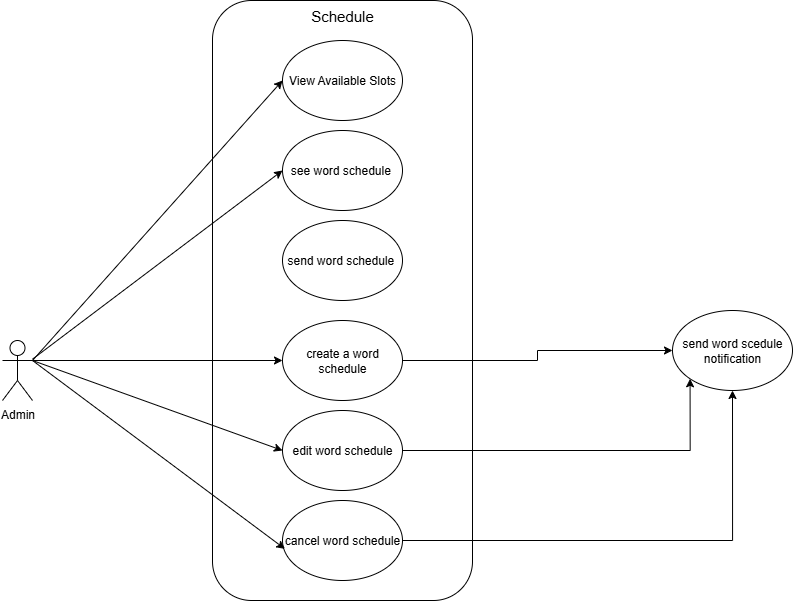 Schedule
View Available Slots
see word schedule
send word schedule
create a word
schedule
send word scedule
notification
Admin
edit word schedule
cancel word schedule